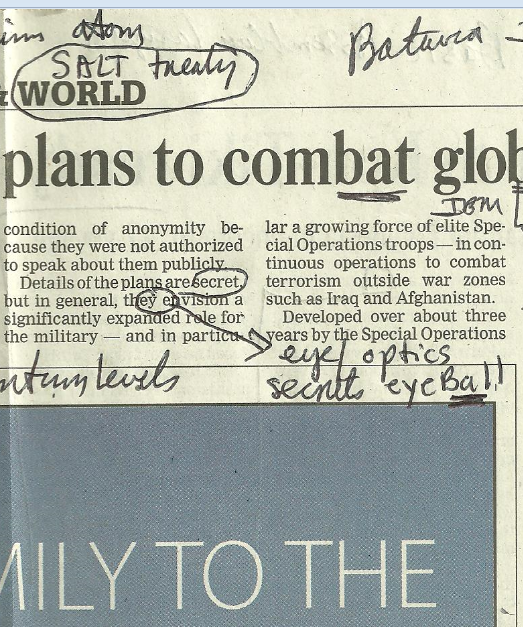 atom
Batavia -
SALT treaty
& WORLD
plans to combat glob
IBM
condition of anonymity be-
cause they were not authorized
to speak about them publicly.
Details of the plans are secret,
but in general, they envision a
significantly expanded role for
the military — and in particu-
lar a growing force of elite Spe-
cial Operations troops — in con-
tinuous operations to combat
terrorism outside war zones
such as Iraq and Afghanistan.
Developed over about three
years by the Special Operations
eye/ optics
ntum levels
secrets eyeBall
MILY TO THE